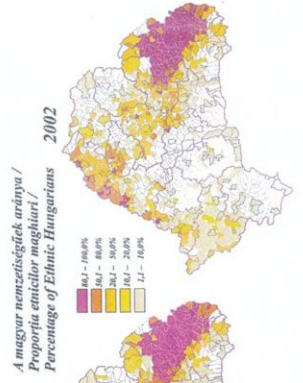 A magyar nemzetiségűek aránya /
Proporția etnicilor maghiari /
Percentage of Ethnic Hungarians 2002
80,1 – 100,0%
50,1 – 80,0%
20,1 – 50,0%
10,1 – 20,0%
1,1 – 10,0%